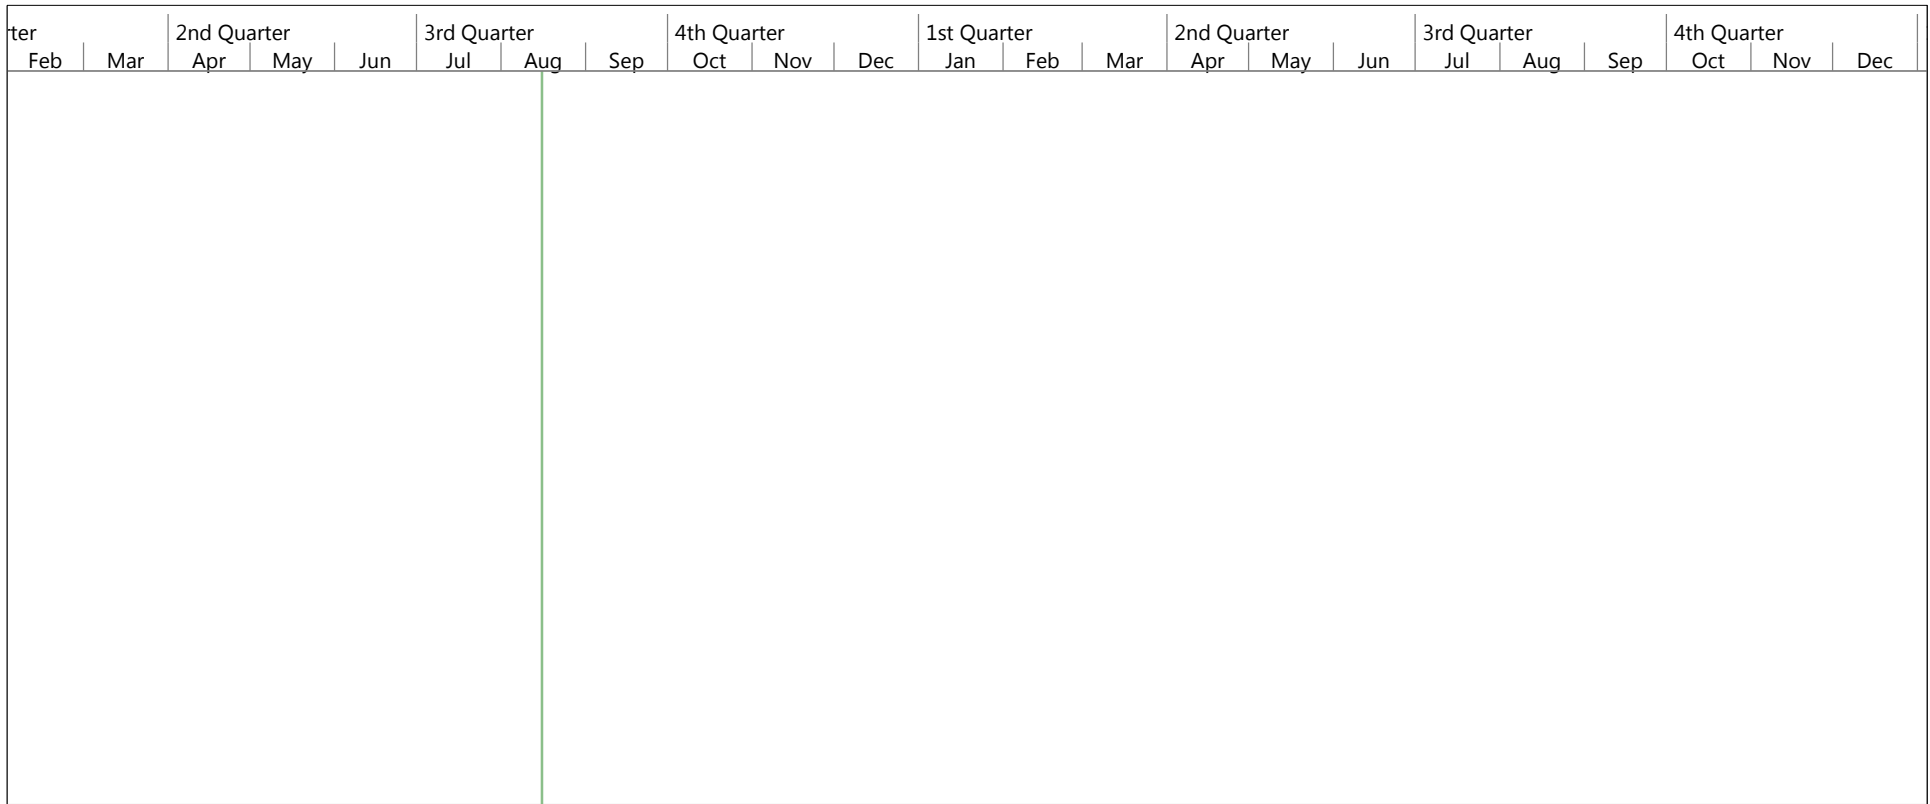 ter 2nd Quarter 3rd Quarter 4th Quarter 1st Quarter 2nd Quarter 3rd Quarter 4th Quarter
Feb Mar Apr May Jun Jul Aug Sep Oct Nov Dec Jan Feb Mar Apr May Jun Jul Aug Sep Oct Nov Dec